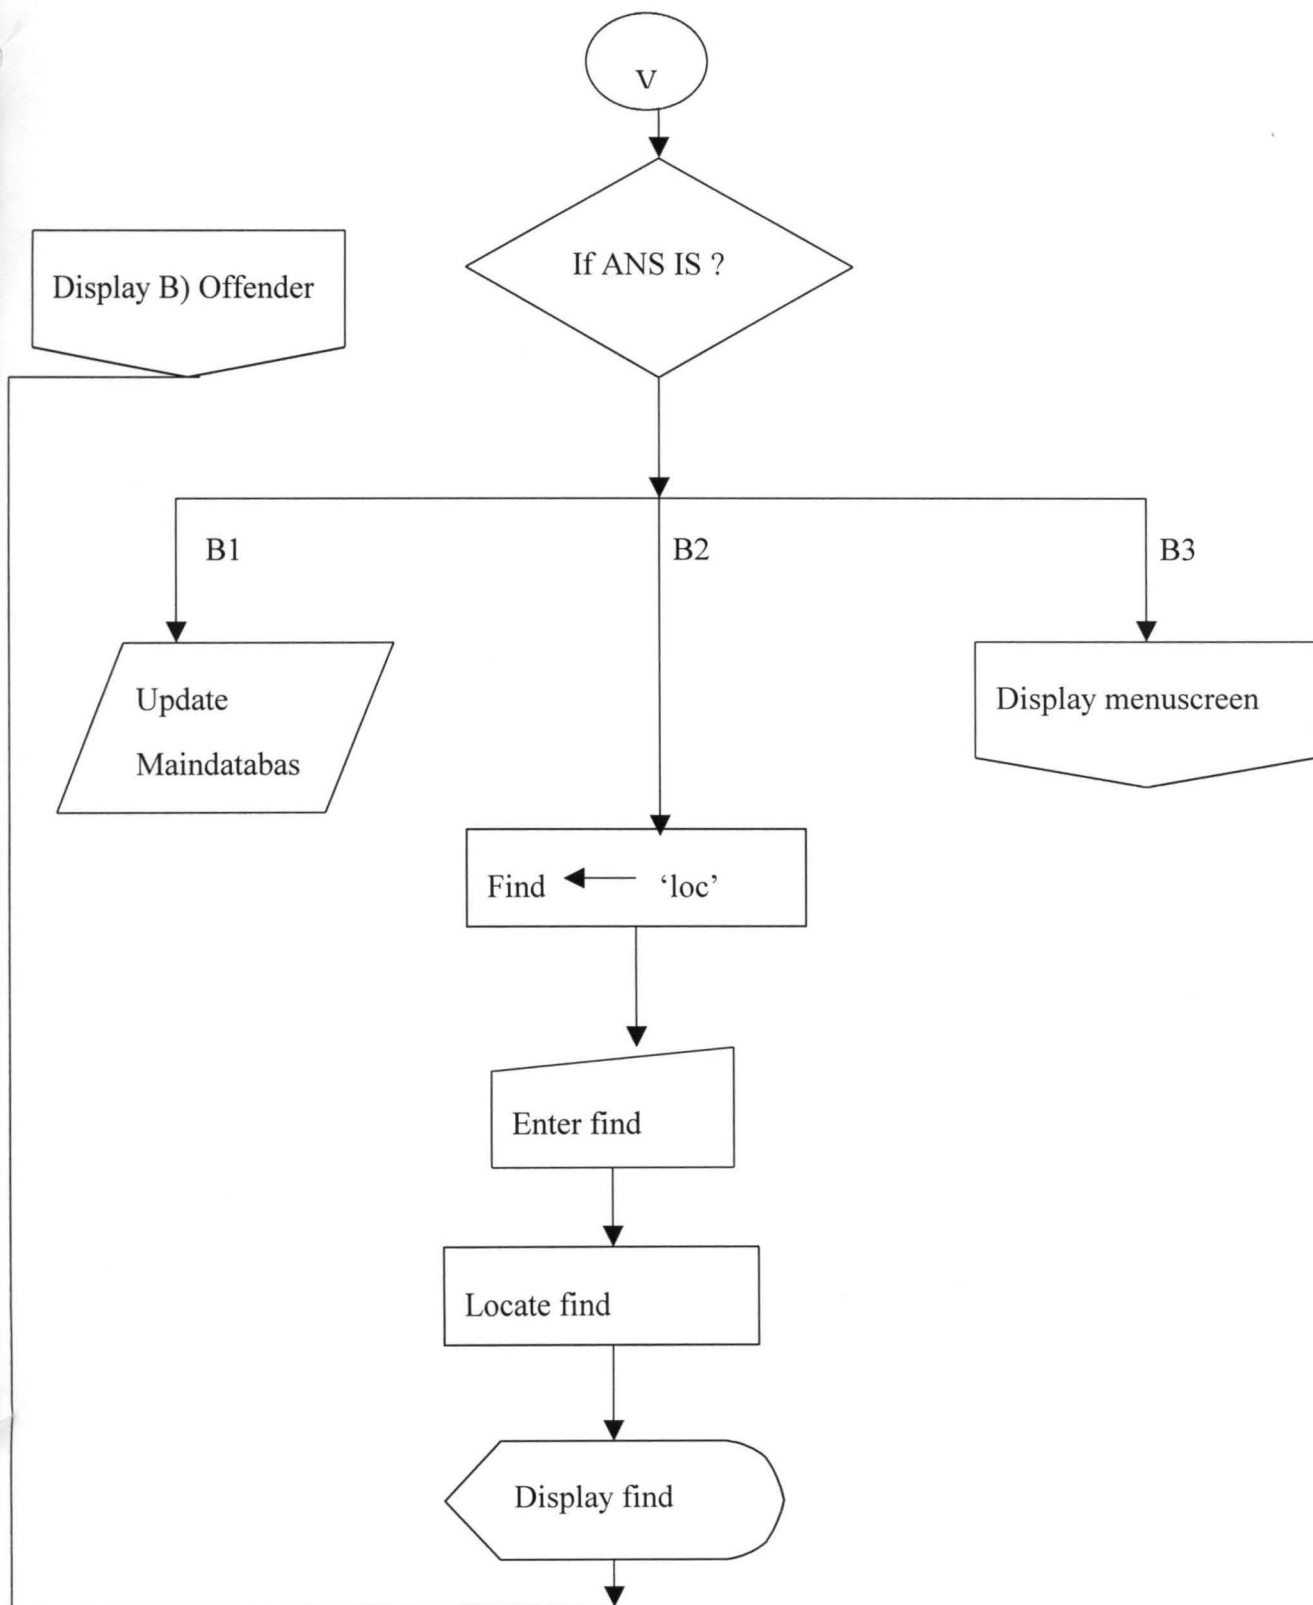 V
If ANS IS ?
Display B) Offender
B1
B2
B3
Update
Maindatabas
Display menuscreen
Find ‘loc’
Enter find
Locate find
Display find